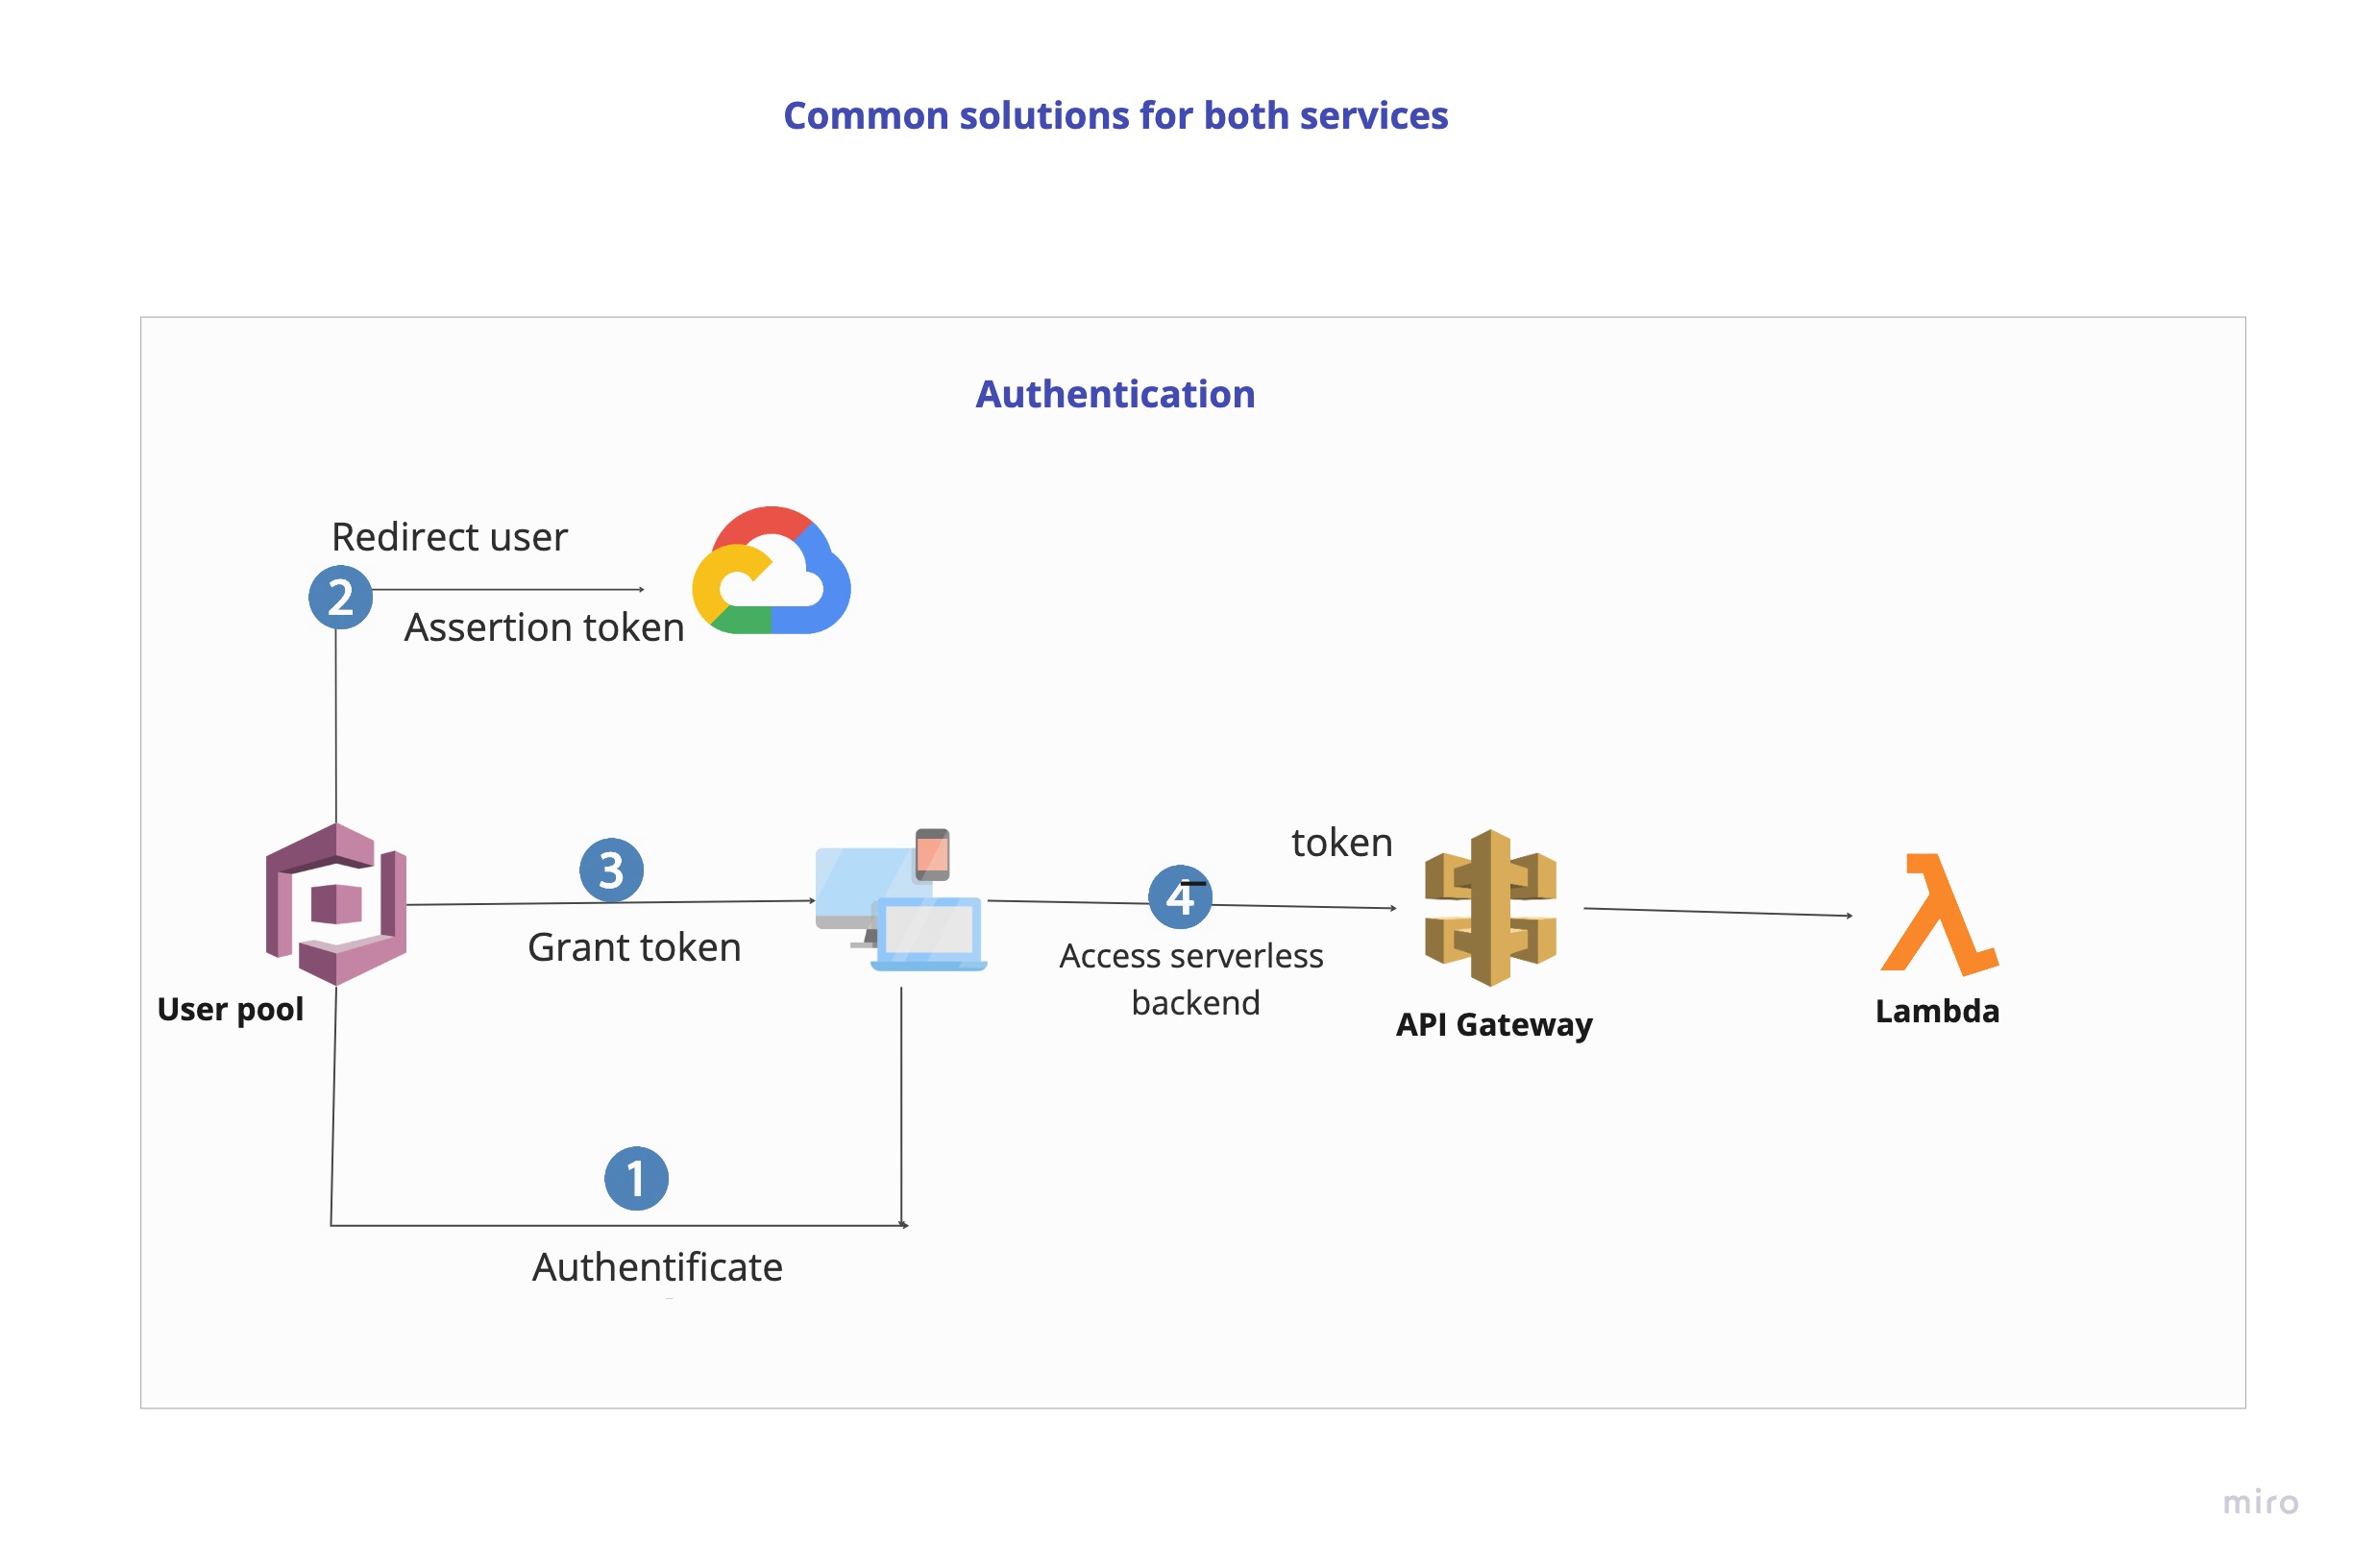 Common solutions for both services
Authentication
Redirect user
2
Assertion token
3
Grant token
User pool
token
4
Access serverless
backend
API Gateway
Lambda
1
Authentificate
miro